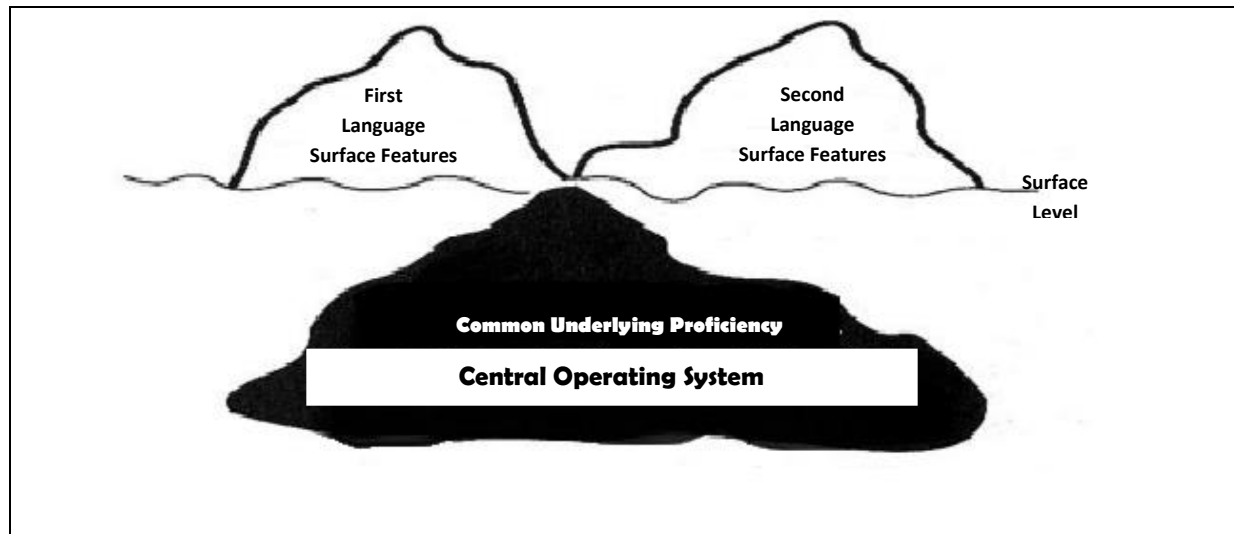 First
Language
Surface Features
Second
Language
Surface Features
Surface
Level
Common Underlying Proficiency
Central Operating System